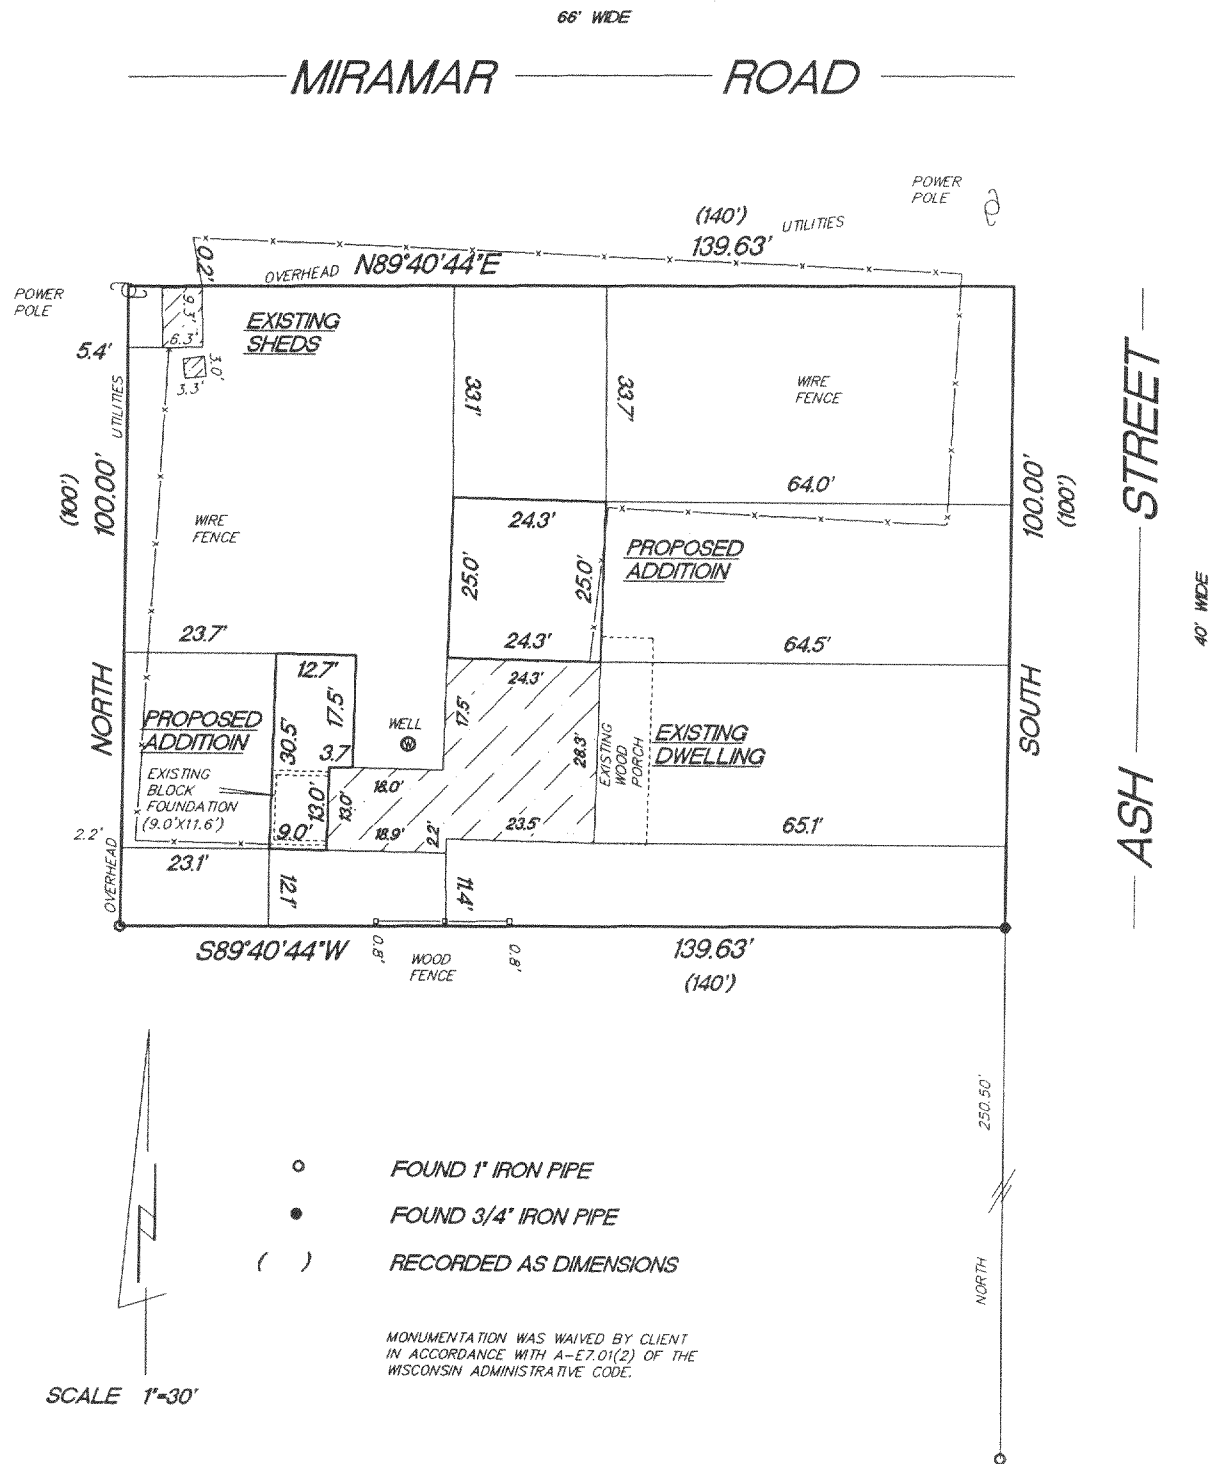 66' WIDE
MIRAMAR ROAD
POWER
POLE
(140')
139.63'
UTILITIES
N89°40'44"E
OVERHEAD
0.2'
POWER
POLE
9.3'
6.3'
EXISTING
SHEDS
5.4'
3.0'
3.3'
UTILITIES
33.1'
33.7'
WIRE
FENCE
STREET
(100')
100.00'
64.0'
100.00'
(100')
WIRE
FENCE
24.3'
25.0'
25.0'
PROPOSED
ADDITIOIN
40' WIDE
23.7'
24.3'
64.5'
12.7'
24.3'
NORTH
SOUTH
PROPOSED
ADDITIOIN
17.5'
WELL
W
17.5'
30.5'
3.7
28.3'
EXISTING
WOOD
PORCH
EXISTING
DWELLING
EXISTING
BLOCK
FOUNDATION
(9.0'X11.6')
13.0'
13.0'
18.0'
ASH
2.2'
9.0'
18.9'
2.2'
23.5'
65.1'
OVERHEAD
23.1'
12.1'
11.4'
S89°40'44"W
0.8'
WOOD
FENCE
0.8'
139.63'
(140')
250.50'
FOUND 1" IRON PIPE
FOUND 3/4" IRON PIPE
( ) RECORDED AS DIMENSIONS
NORTH
MONUMENTATION WAS WAIVED BY CLIENT
IN ACCORDANCE WITH A-E7.01(2) OF THE
WISCONSIN ADMINISTRATIVE CODE.
SCALE 1"=30'